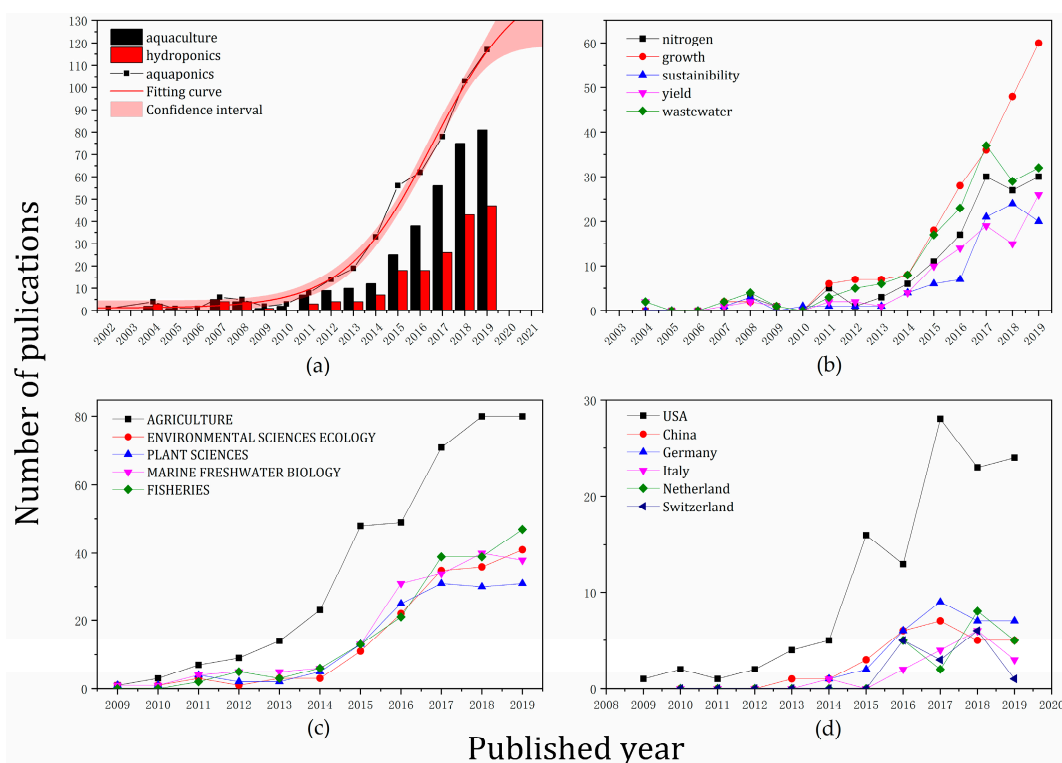 Number of pulications
130
120
110
100
90
80
70
60
50
40
30
20
10
0
aquaculture
hydroponics
aquaponics
Fitting curve
Confidence interval
2002 2003 2004 2005 2006 2007 2008 2009 2010 2011 2012 2013 2014 2015 2016 2017 2018 2019 2020 2021
(a)
60
50
40
30
20
10
0
nitrogen
growth
sustainibility
yield
wastewater
2003 2004 2005 2006 2007 2008 2009 2010 2011 2012 2013 2014 2015 2016 2017 2018 2019
(b)
80
60
40
20
0
AGRICULTURE
ENVIRONMENTAL SCIENCES ECOLOGY
PLANT SCIENCES
MARINE FRESHWATER BIOLOGY
FISHERIES
2009 2010 2011 2012 2013 2014 2015 2016 2017 2018 2019
(c)
30
20
10
0
USA
China
Germany
Italy
Netherland
Switzerland
2008 2009 2010 2011 2012 2013 2014 2015 2016 2017 2018 2019 2020
(d)
Published year